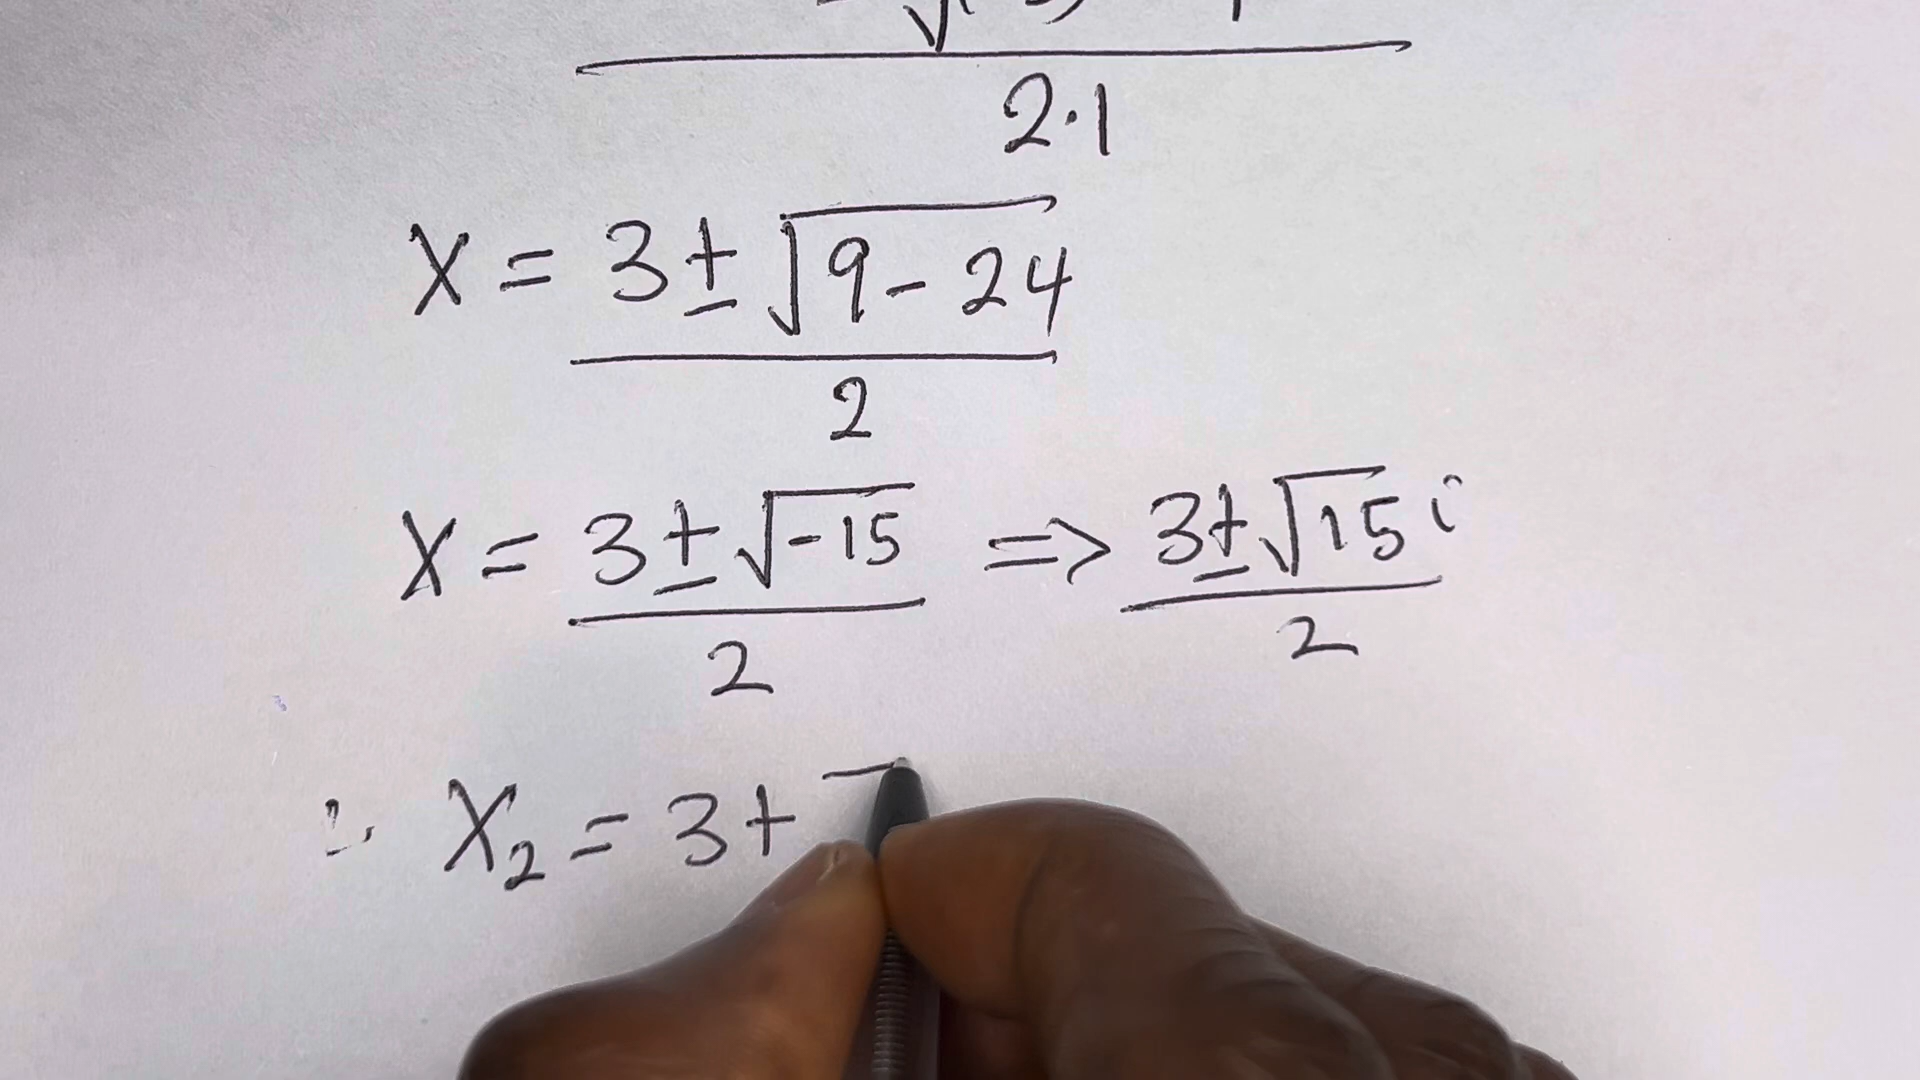 2·1
X = 3 ± √9 - 24
2
X = 3 ± √-15 => 3 ± √15 i
2 2
∴ X₂ = 3 +